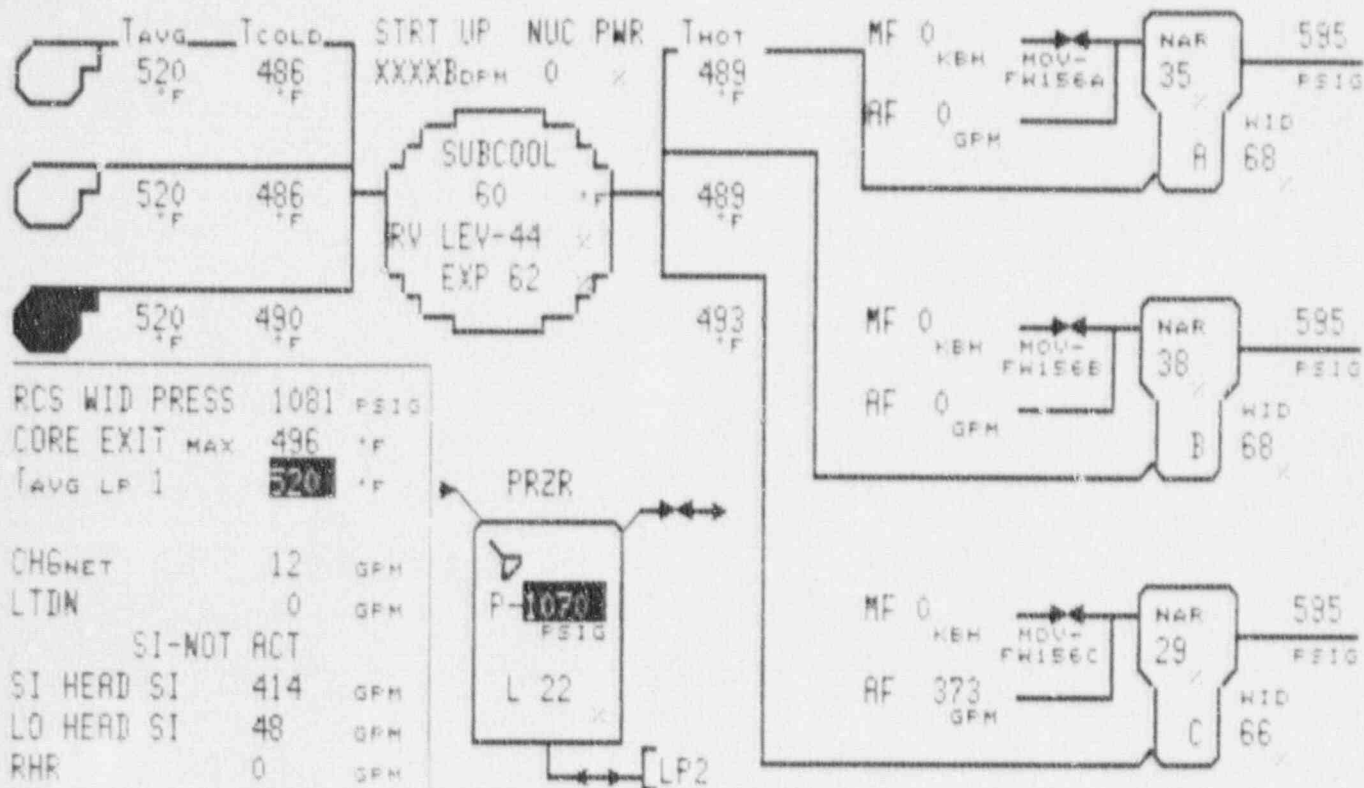 TAVG TCOLD STRT UP NUC PWR THOT
520 °F 486 °F XXXXB DPM 0 % 489 °F
MF 0 KBH MOV-FW156A NAR 35 % 595 PSIG
AF 0 GPM A WID 68 %
520 °F 486 °F SUBCOOL 60 °F 489 °F
RV LEV-44 %
EXP 62 %
520 °F 490 °F 493 °F
MF 0 KBH MOV-FW156B NAR 38 % 595 PSIG
AF 0 GPM B WID 68 %
RCS WID PRESS 1081 PSIG
CORE EXIT MAX 496 °F
TAVG LP 1 520 °F
PRZR
P-1070 PSIG
L 22 %
LP2
CHGNET 12 GPM
LTDN 0 GPM
SI-NOT ACT
SI HEAD SI 414 GPM
LO HEAD SI 48 GPM
RHR 0 GPM
MF 0 KBH MOV-FW156C NAR 29 % 595 PSIG
AF 373 GPM C WID 66 %